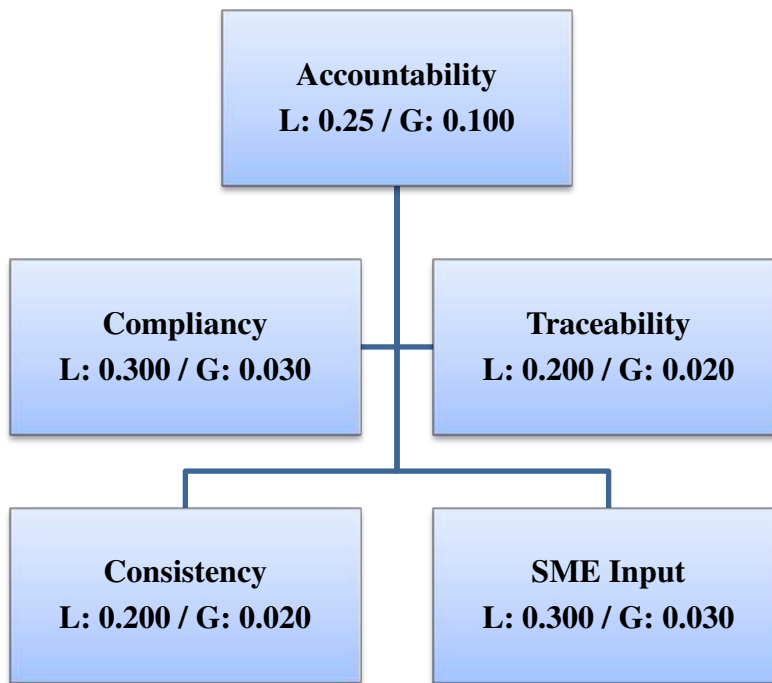 Accountability
L: 0.25 / G: 0.100
Compliancy
L: 0.300 / G: 0.030
Traceability
L: 0.200 / G: 0.020
Consistency
L: 0.200 / G: 0.020
SME Input
L: 0.300 / G: 0.030